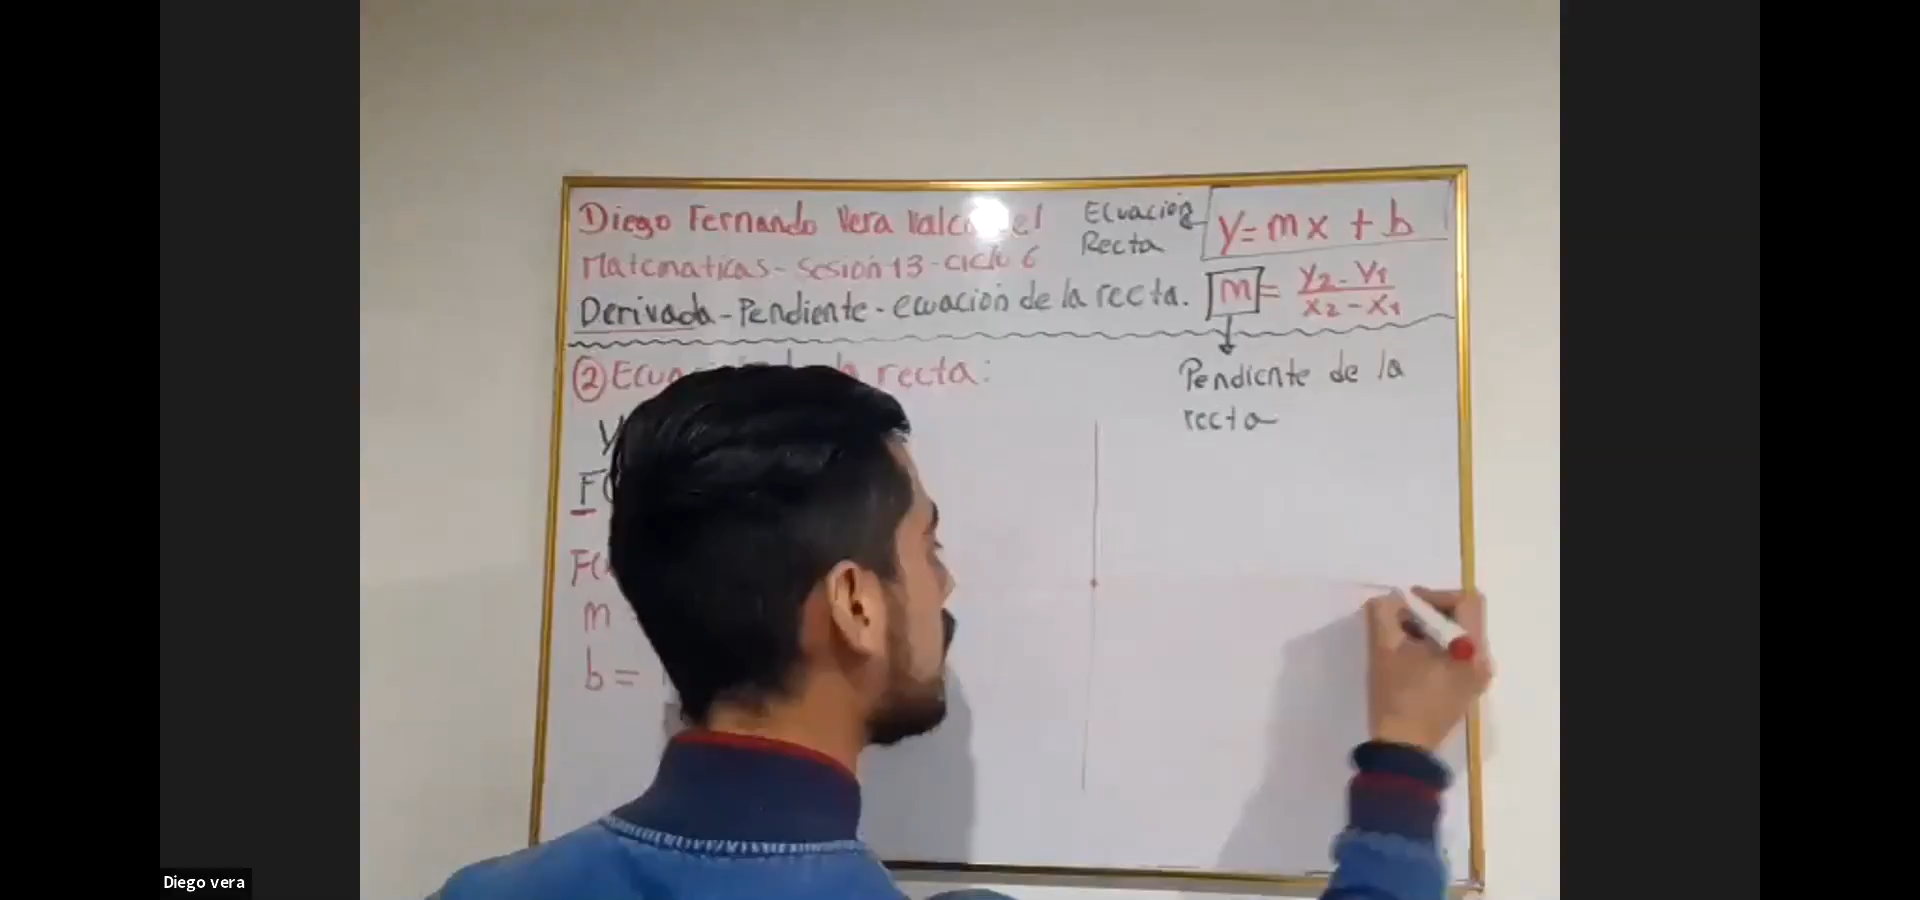 Diego Fernando Vera
Matematicas - Sesión 13 - Ciclo 6
Derivada - Pendiente - ecuación de la recta.
Ecuación
Recta
y = mx + b
m = y2 - y1 / x2 - x1
Pendiente de la
recta
2 recta:
y
F(
F(
m
b =
Diego vera